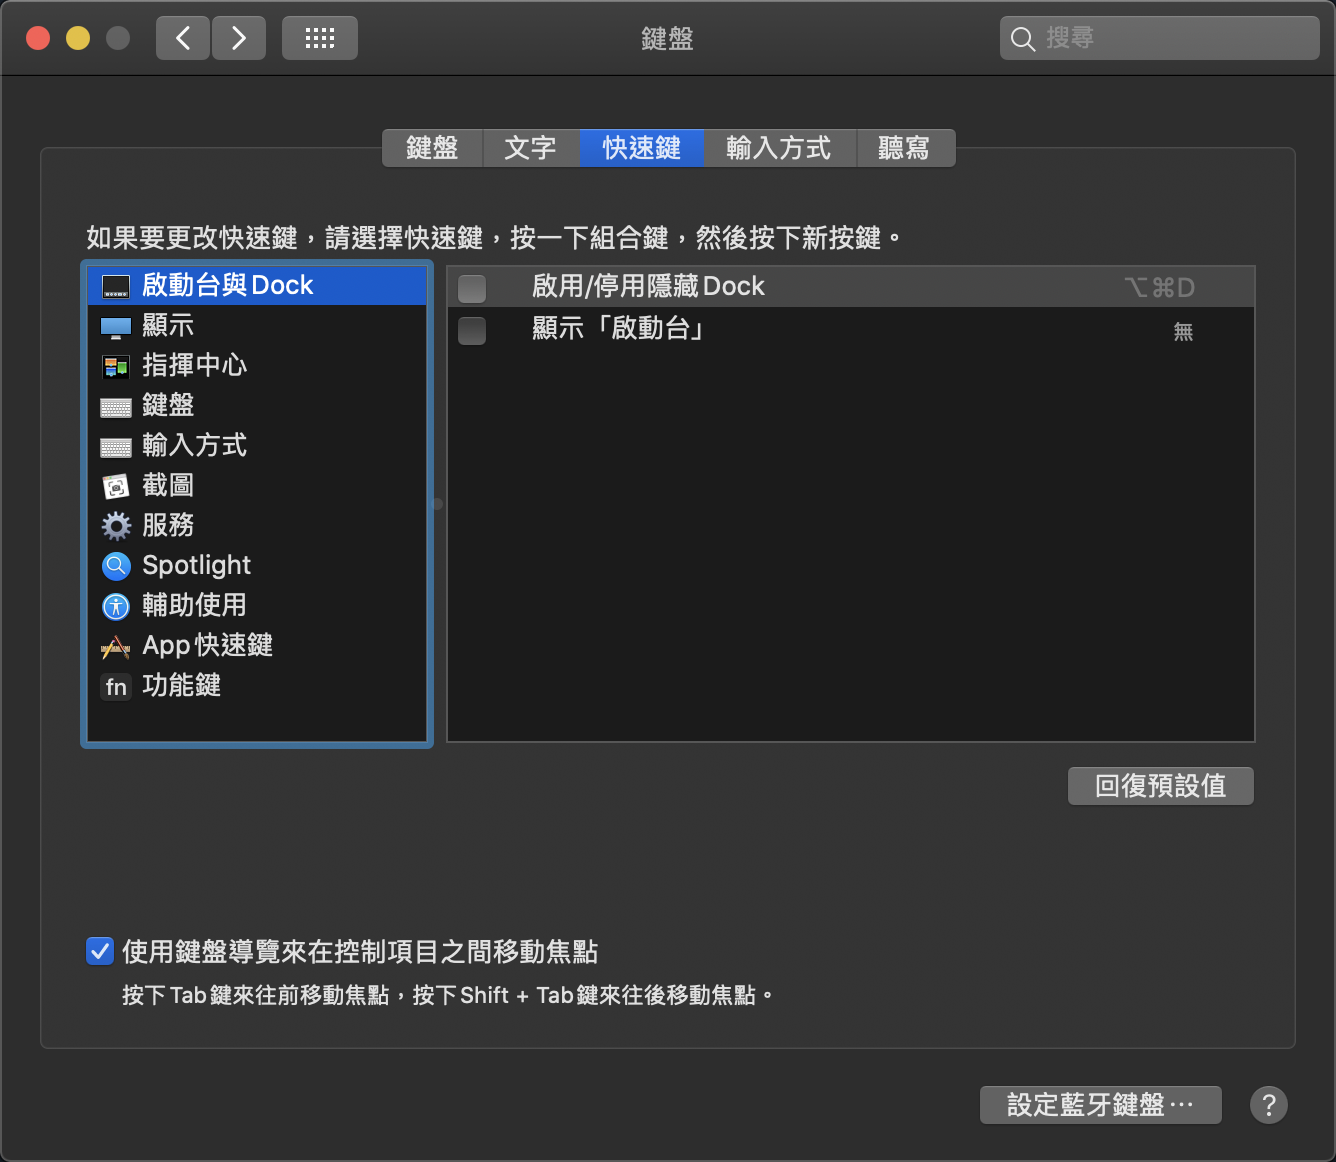 鍵盤
搜尋
鍵盤 文字 快速鍵 輸入方式 聽寫
如果要更改快速鍵，請選擇快速鍵，按一下組合鍵，然後按下新按鍵。
啟動台與Dock
顯示
指揮中心
鍵盤
輸入方式
截圖
服務
Spotlight
輔助使用
App快速鍵
fn 功能鍵
啟用/停用隱藏Dock ⌥⌘D
顯示「啟動台」 無
回復預設值
使用鍵盤導覽來在控制項目之間移動焦點
按下Tab鍵來往前移動焦點，按下Shift + Tab鍵來往後移動焦點。
設定藍牙鍵盤⋯ ?